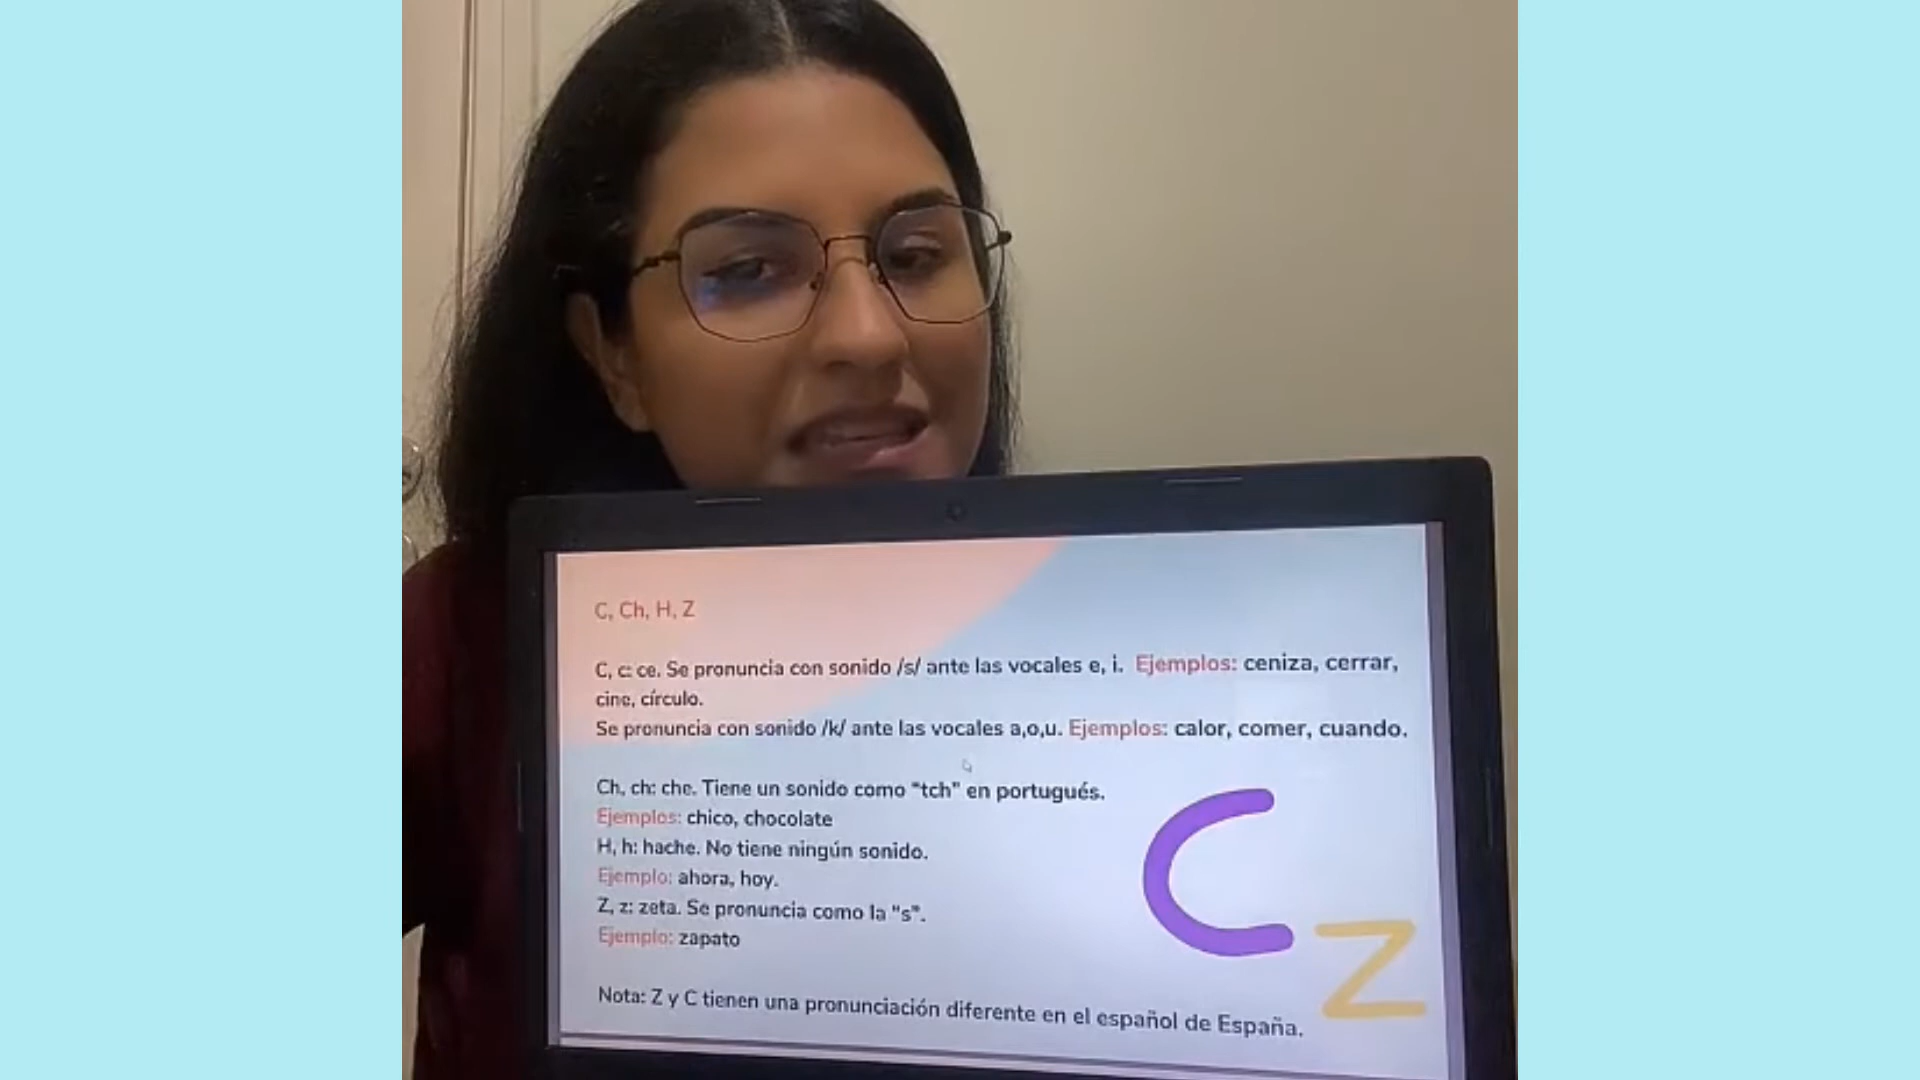 C, Ch, H, Z
C, c: ce. Se pronuncia con sonido /s/ ante las vocales e, i. Ejemplos: ceniza, cerrar,
cine, círculo.
Se pronuncia con sonido /k/ ante las vocales a,o,u. Ejemplos: calor, comer, cuando.
Ch, ch: che. Tiene un sonido como "tch" en portugués.
Ejemplos: chico, chocolate
H, h: hache. No tiene ningún sonido.
Ejemplo: ahora, hoy.
Z, z: zeta. Se pronuncia como la "s".
Ejemplo: zapato
C
Z
Nota: Z y C tienen una pronunciación diferente en el español de España.